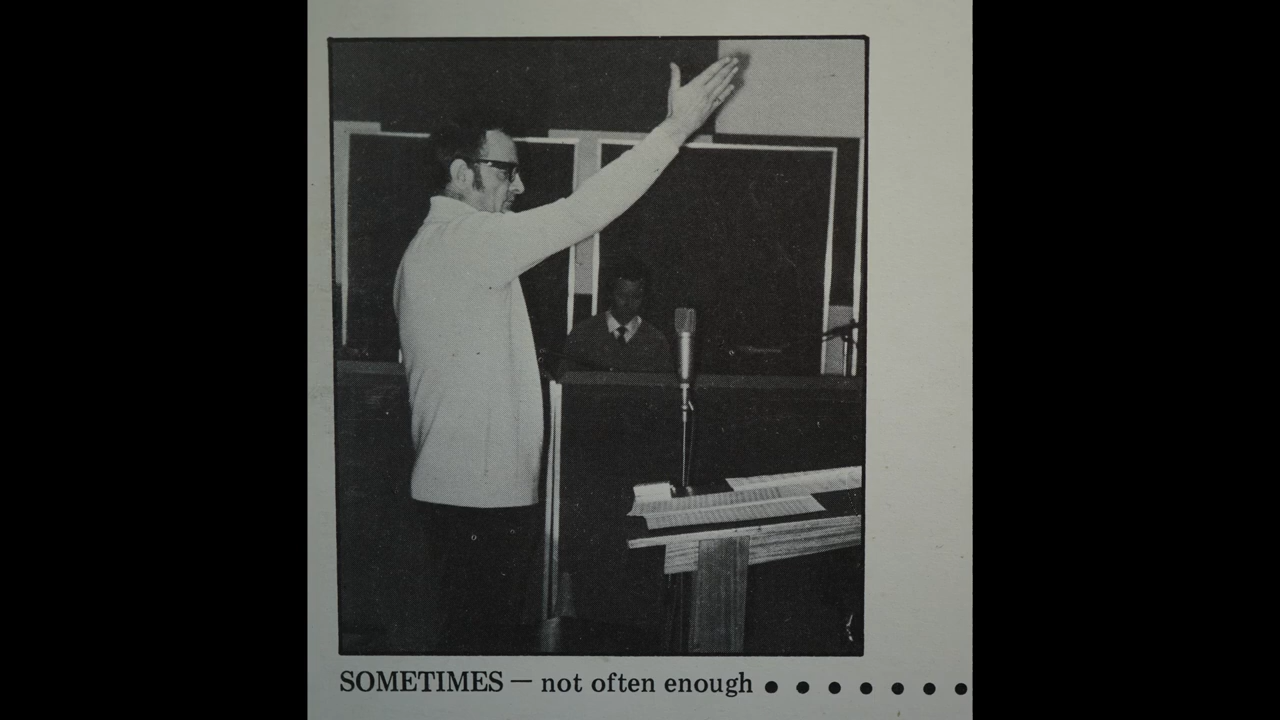 SOMETIMES — not often enough • • • • • • •